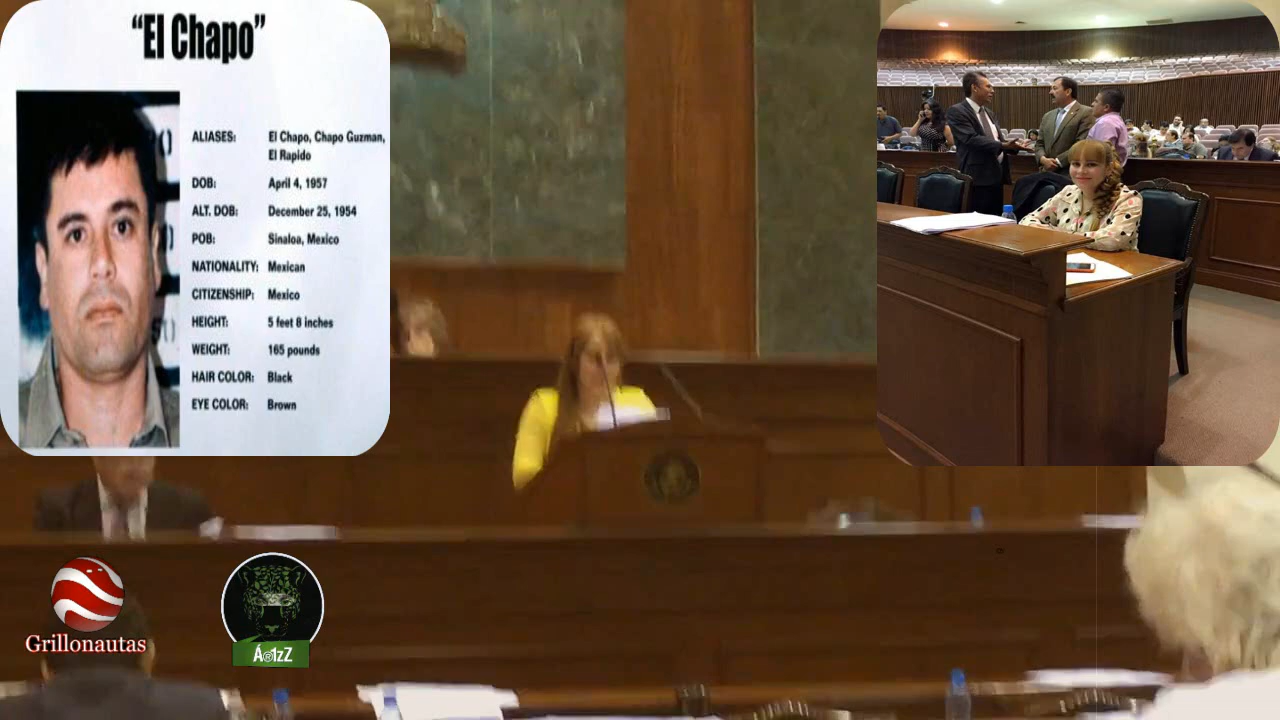 “El Chapo”
ALIASES: El Chapo, Chapo Guzman,
El Rapido
DOB: April 4, 1957
ALT. DOB: December 25, 1954
POB: Sinaloa, Mexico
NATIONALITY: Mexican
CITIZENSHIP: Mexico
HEIGHT: 5 feet 8 inches
WEIGHT: 165 pounds
HAIR COLOR: Black
EYE COLOR: Brown
Grillonautas
Á@1zZ